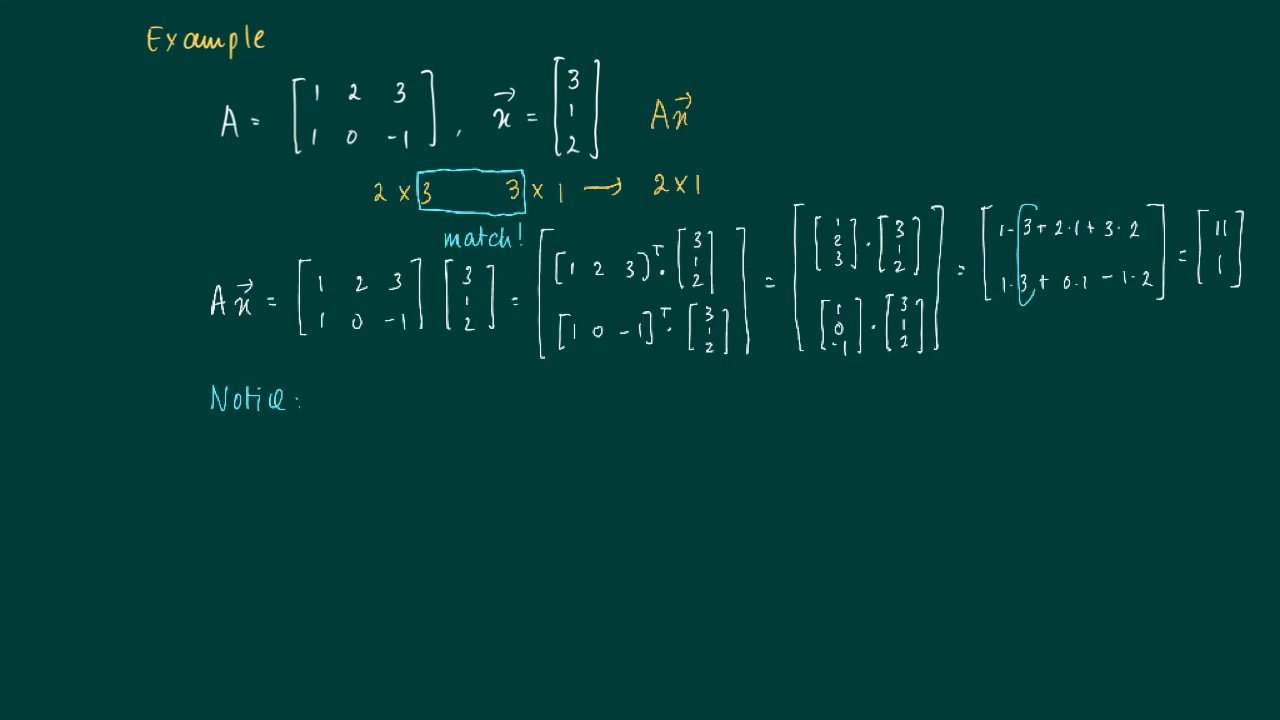 Example
A = [1 2 3; 1 0 -1], x⃗ = [3; 1; 2] Ax⃗
2 × 3 3 × 1 → 2×1
match!
Ax⃗ = [1 2 3; 1 0 -1] [3; 1; 2] = [[1 2 3]ᵀ · [3; 1; 2]; [1 0 -1]ᵀ · [3; 1; 2]] = [[1; 2; 3] · [3; 1; 2]; [1; 0; -1] · [3; 1; 2]] = [1·3 + 2·1 + 3·2; 1·3 + 0·1 - 1·2] = [11; 1]
Notice: